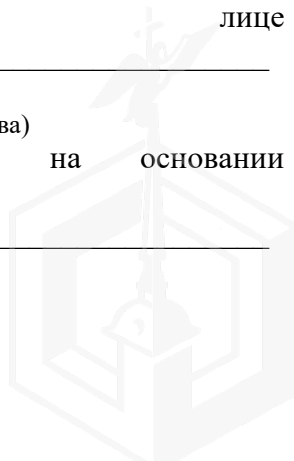 лице
ва)
на основании